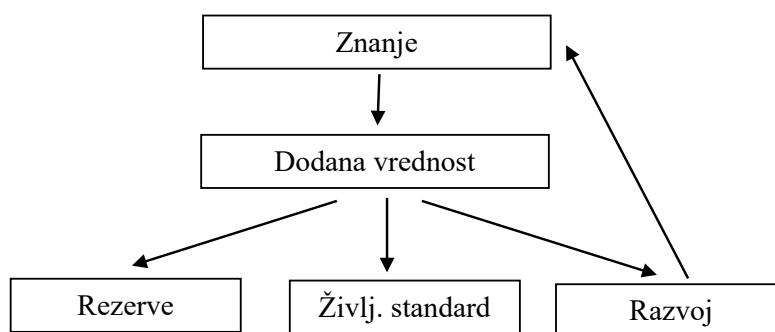 Znanje
Dodana vrednost
Rezerve
Življ. standard
Razvoj